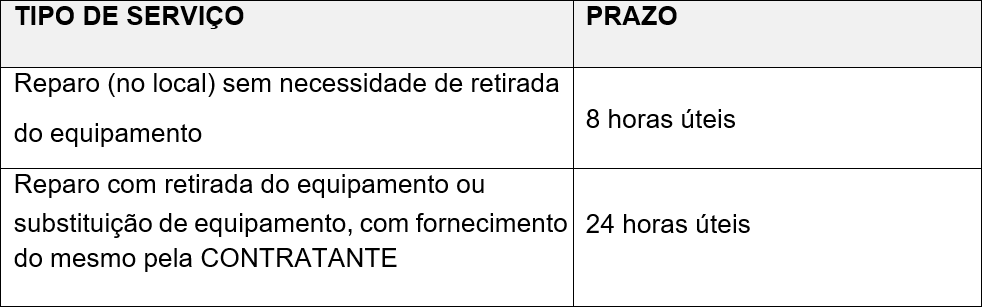 TIPO DE SERVIÇO
PRAZO
Reparo (no local) sem necessidade de retirada
do equipamento
8 horas úteis
Reparo com retirada do equipamento ou
substituição de equipamento, com fornecimento
do mesmo pela CONTRATANTE
24 horas úteis